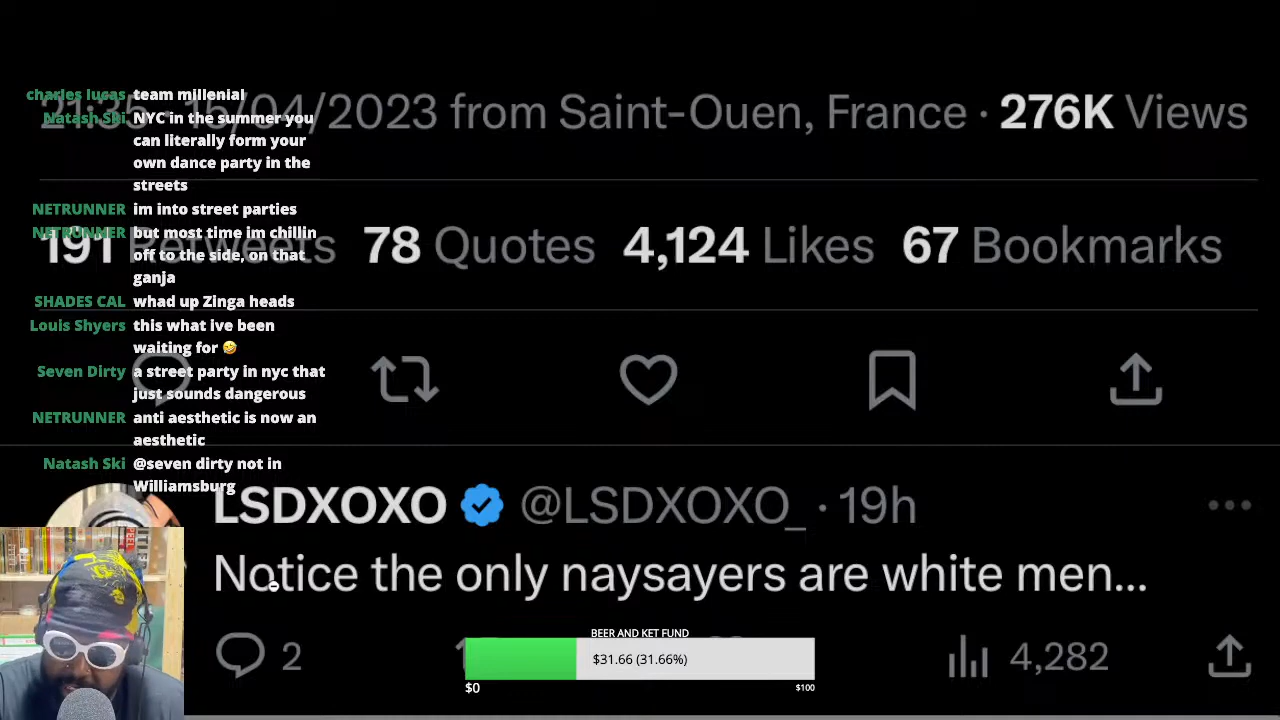 21:35 · 15/04/2023 from Saint-Ouen, France · 276K Views
191 Retweets 78 Quotes 4,124 Likes 67 Bookmarks
charles lucas team millenial
Natash Ski NYC in the summer you
can literally form your
own dance party in the
streets
NETRUNNER im into street parties
NETRUNNER but most time im chillin
off to the side, on that
ganja
SHADES CAL whad up Zinga heads
Louis Shyers this what ive been
waiting for 🤣
Seven Dirty a street party in nyc that
just sounds dangerous
NETRUNNER anti aesthetic is now an
aesthetic
Natash Ski @seven dirty not in
Williamsburg
LSDXOXO @LSDXOXO_ · 19h
Notice the only naysayers are white men...
2 4,282
BEER AND KET FUND
$31.66 (31.66%)
$0 $100